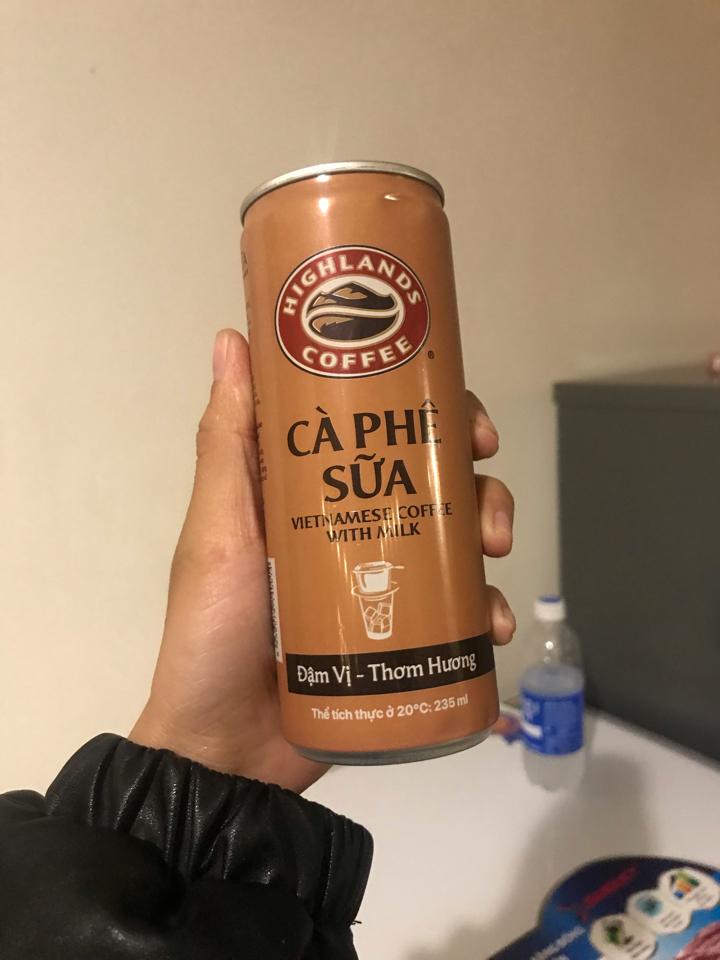 HIGHLANDS
COFFEE
®
CÀ PHÊ
SỮA
VIETNAMESE COFFEE
WITH MILK
Đậm Vị - Thơm Hương
Thể tích thực ở 20°C: 235 ml